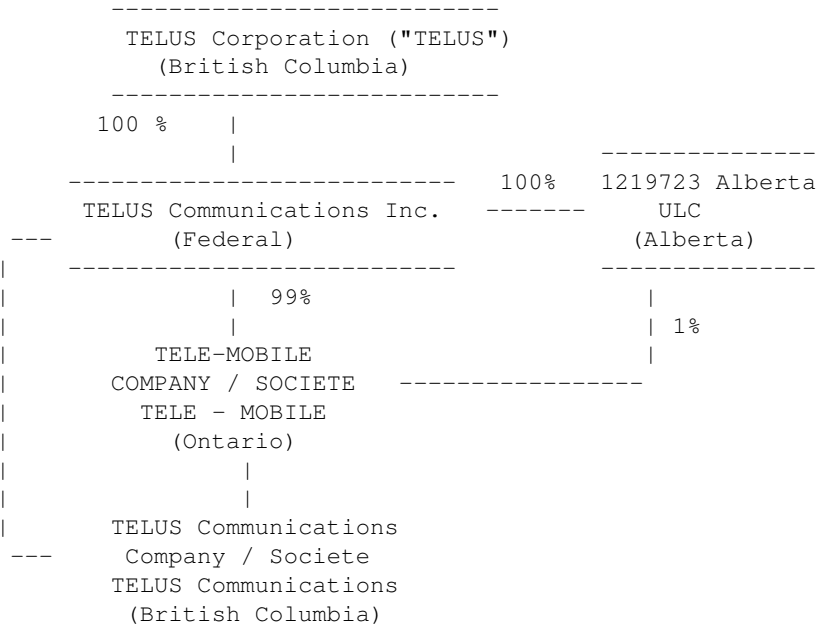 TELUS Corporation ("TELUS")
(British Columbia)
100 %
100% 1219723 Alberta
TELUS Communications Inc. ULC
(Federal) (Alberta)
99%
1%
TELE-MOBILE
COMPANY / SOCIETE
TELE - MOBILE
(Ontario)
TELUS Communications
Company / Societe
TELUS Communications
(British Columbia)